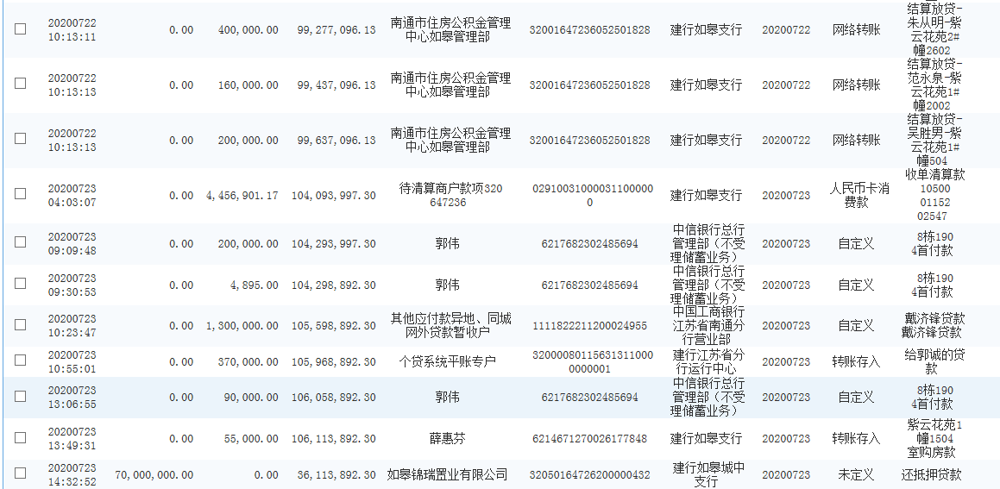 20200722
10:13:11
0.00
400,000.00
99,277,096.13
南通市住房公积金管理
中心如皋管理部
32001647236052501828
建行如皋支行
20200722
网络转账
结算放贷-
朱从明-紫
云花苑2#
幢2602
20200722
10:13:13
0.00
160,000.00
99,437,096.13
南通市住房公积金管理
中心如皋管理部
32001647236052501828
建行如皋支行
20200722
网络转账
结算放贷-
范永泉-紫
云花苑1#
幢2002
20200722
10:13:13
0.00
200,000.00
99,637,096.13
南通市住房公积金管理
中心如皋管理部
32001647236052501828
建行如皋支行
20200722
网络转账
结算放贷-
吴胜男-紫
云花苑1#
幢504
20200723
04:03:07
0.00
4,456,901.17
104,093,997.30
待清算商户款项320
647236
02910031000031100000
0
建行如皋支行
20200723
人民币卡消
费款
收单清算款
10500
01152
02547
20200723
09:09:48
0.00
200,000.00
104,293,997.30
郭伟
6217682302485694
中信银行总行
管理部（不受
理储蓄业务）
20200723
自定义
8栋190
4首付款
20200723
09:30:53
0.00
4,895.00
104,298,892.30
郭伟
6217682302485694
中信银行总行
管理部（不受
理储蓄业务）
20200723
自定义
8栋190
4首付款
20200723
10:23:47
0.00
1,300,000.00
105,598,892.30
其他应付款异地、同城
网外贷款暂收户
1111822211200024955
中国工商银行
江苏省南通分
行营业部
20200723
自定义
戴济锋贷款
戴济锋贷款
20200723
10:55:01
0.00
370,000.00
105,968,892.30
个贷系统平账专户
32000080115631311000
0000001
建行江苏省分
行运行中心
20200723
转账存入
给郭诚的贷
款
20200723
13:06:55
0.00
90,000.00
106,058,892.30
郭伟
6217682302485694
中信银行总行
管理部（不受
理储蓄业务）
20200723
自定义
8栋190
4首付款
20200723
13:49:31
0.00
55,000.00
106,113,892.30
薛惠芬
6214671270026177848
建行如皋支行
20200723
转账存入
紫云花苑1
幢1504
室购房款
20200723
14:32:52
70,000,000.00
0.00
36,113,892.30
如皋锦瑞置业有限公司
32050164726200000432
建行如皋城中
支行
20200723
未定义
还抵押贷款